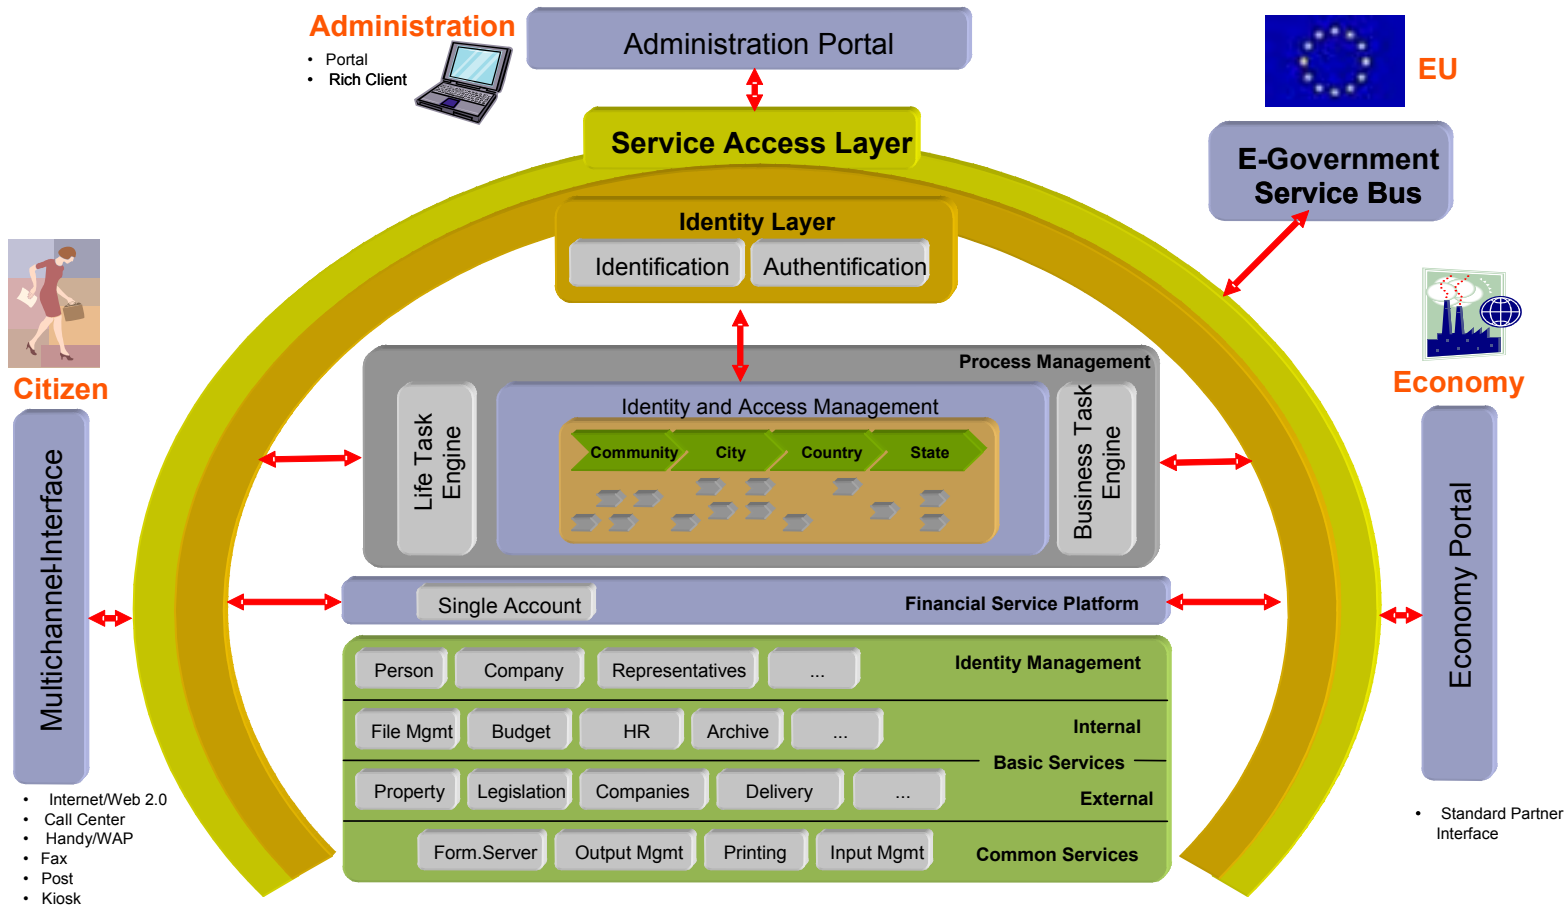 Administration
• Portal
• Rich Client
Administration Portal
EU
E-Government
Service Bus
Service Access Layer
Identity Layer
Identification
Authentification
Citizen
Multichannel-Interface
• Internet/Web 2.0
• Call Center
• Handy/WAP
• Fax
• Post
• Kiosk
Process Management
Life Task
Engine
Identity and Access Management
Community
City
Country
State
Business Task
Engine
Single Account
Financial Service Platform
Person
Company
Representatives
...
Identity Management
File Mgmt
Budget
HR
Archive
...
Internal
Basic Services
Property
Legislation
Companies
Delivery
...
External
Form.Server
Output Mgmt
Printing
Input Mgmt
Common Services
Economy
Economy Portal
• Standard Partner
Interface